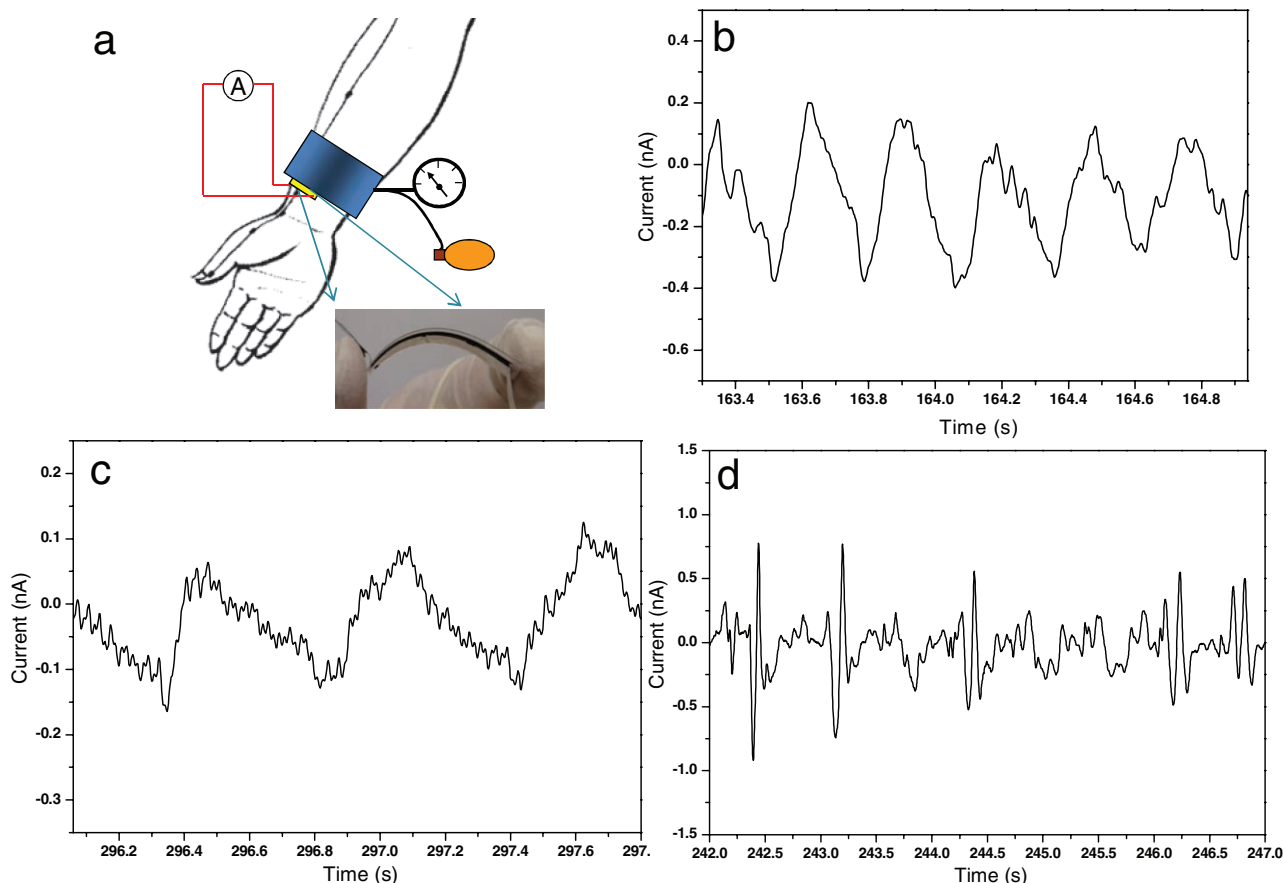 a
A
b
0.4
0.2
0.0
-0.2
-0.4
-0.6
Current (nA)
163.4 163.6 163.8 164.0 164.2 164.4 164.6 164.8
Time (s)
c
0.2
0.1
0.0
-0.1
-0.2
-0.3
Current (nA)
296.2 296.4 296.6 296.8 297.0 297.2 297.4 297.6 297.
Time (s)
d
1.5
1.0
0.5
0.0
-0.5
-1.0
-1.5
Current (nA)
242.0 242.5 243.0 243.5 244.0 244.5 245.0 245.5 246.0 246.5 247.0
Time (s)